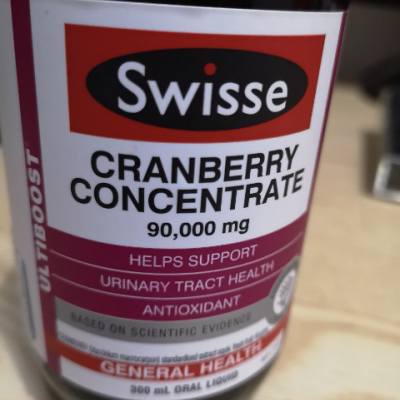 Swisse
CRANBERRY
CONCENTRATE
90,000 mg
HELPS SUPPORT
URINARY TRACT HEALTH
ANTIOXIDANT
BASED ON SCIENTIFIC EVIDENCE
GENERAL HEALTH
300 mL ORAL LIQUID
ULTIBOOST